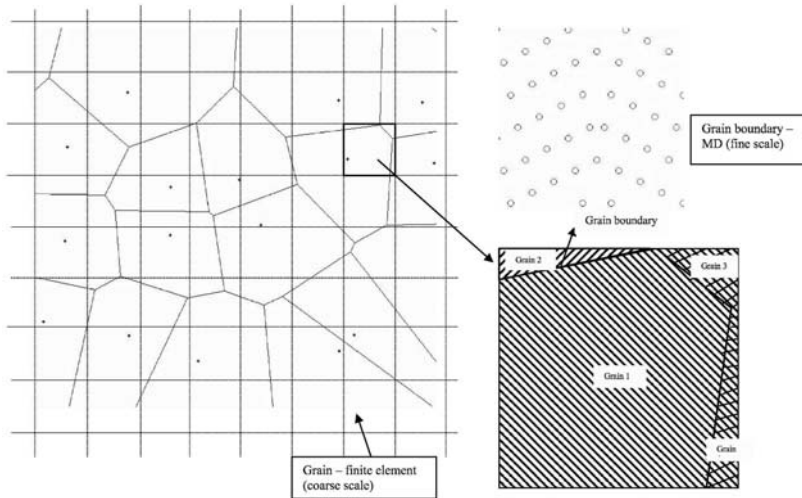 Grain boundary –
MD (fine scale)
Grain boundary
Grain 2
Grain 3
Grain 1
Grain
Grain – finite element
(coarse scale)